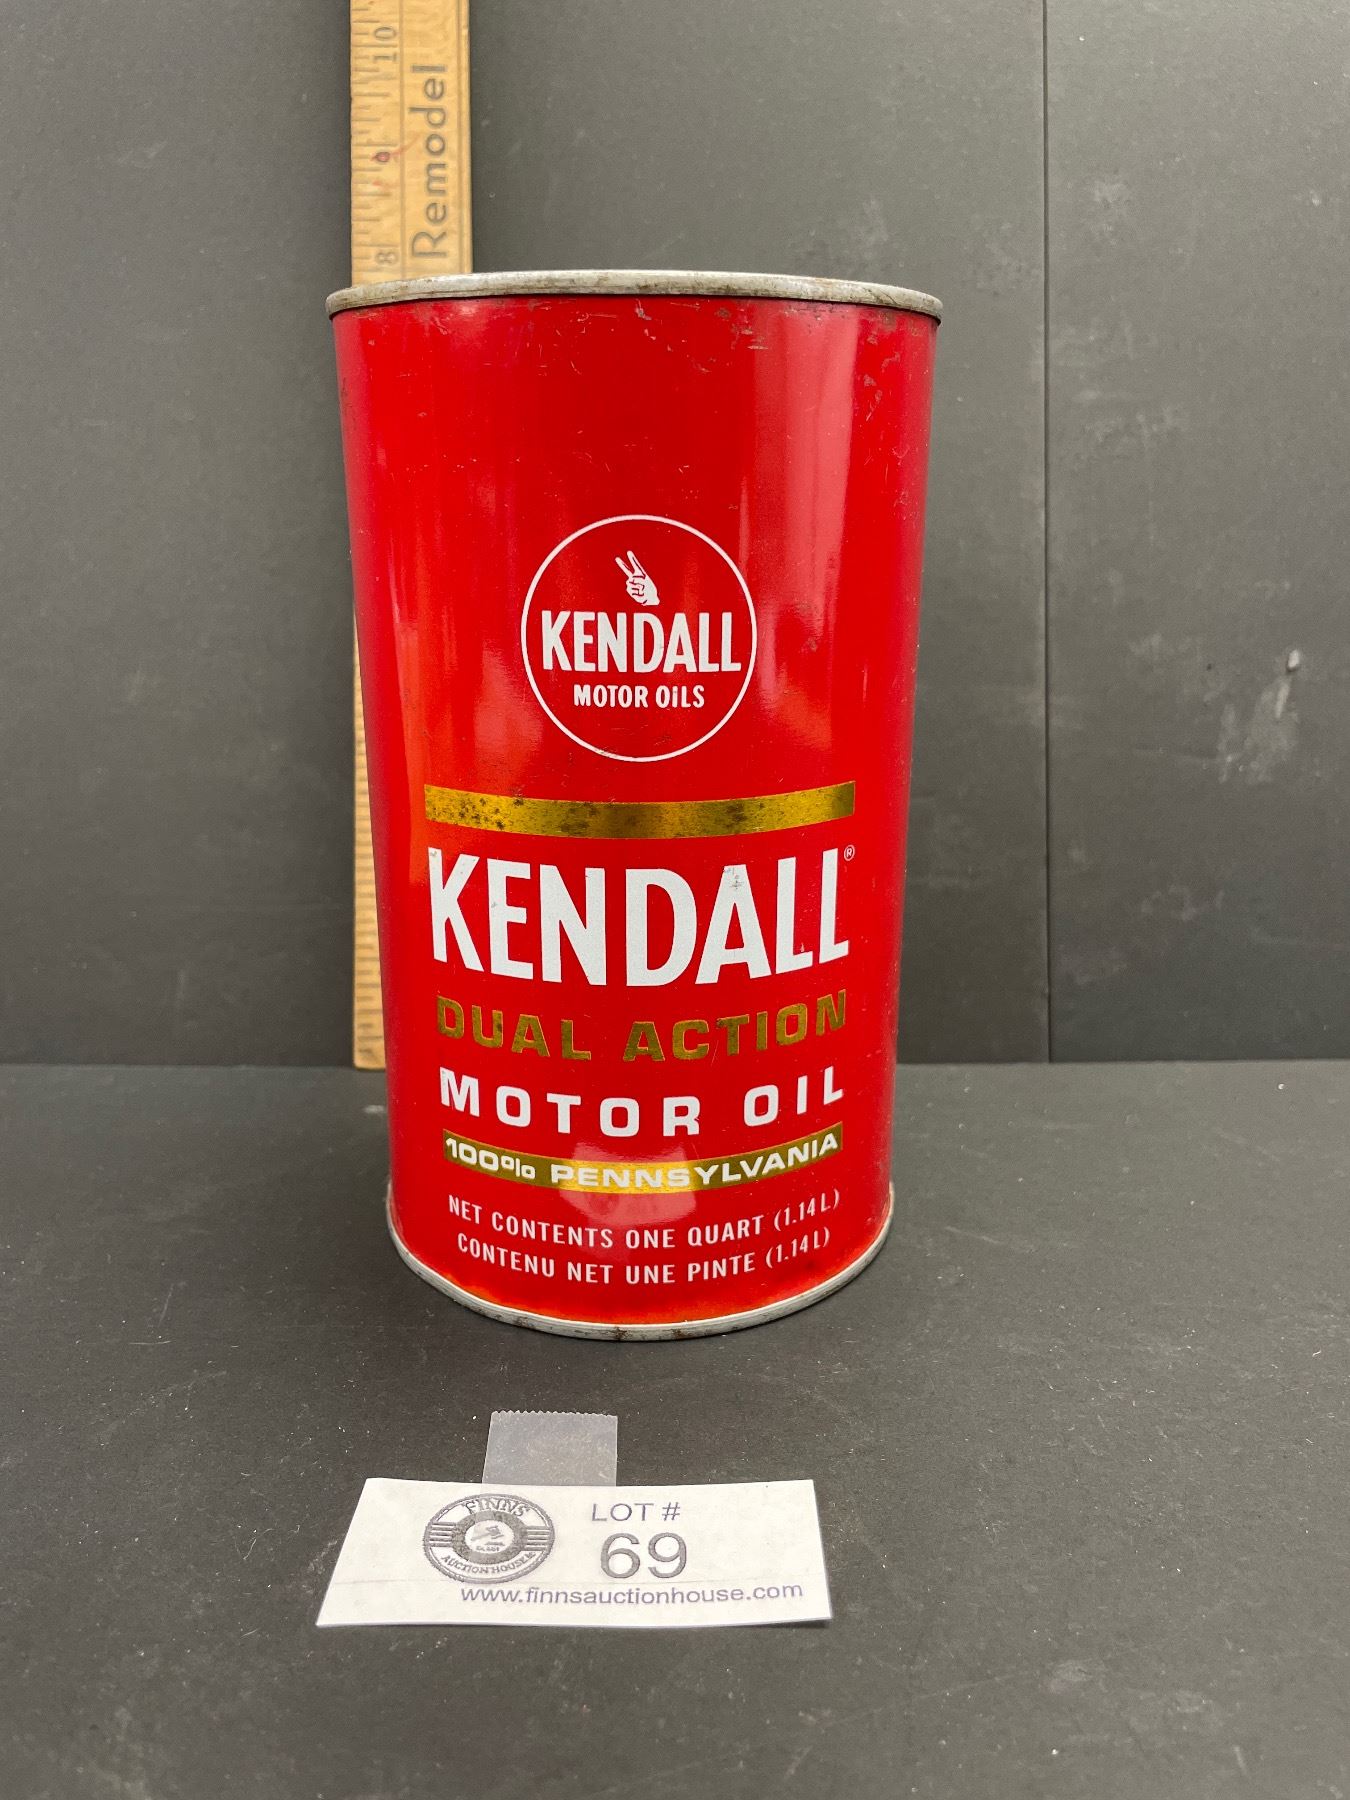 10
9
8
Remodel
KENDALL
MOTOR OiLS
KENDALL®
DUAL ACTION
MOTOR OIL
100% PENNSYLVANIA
NET CONTENTS ONE QUART (1.14 L)
CONTENU NET UNE PINTE (1.14 L)
FINNS
AUCTION HOUSE
LOT #
69
www.finnsauctionhouse.com